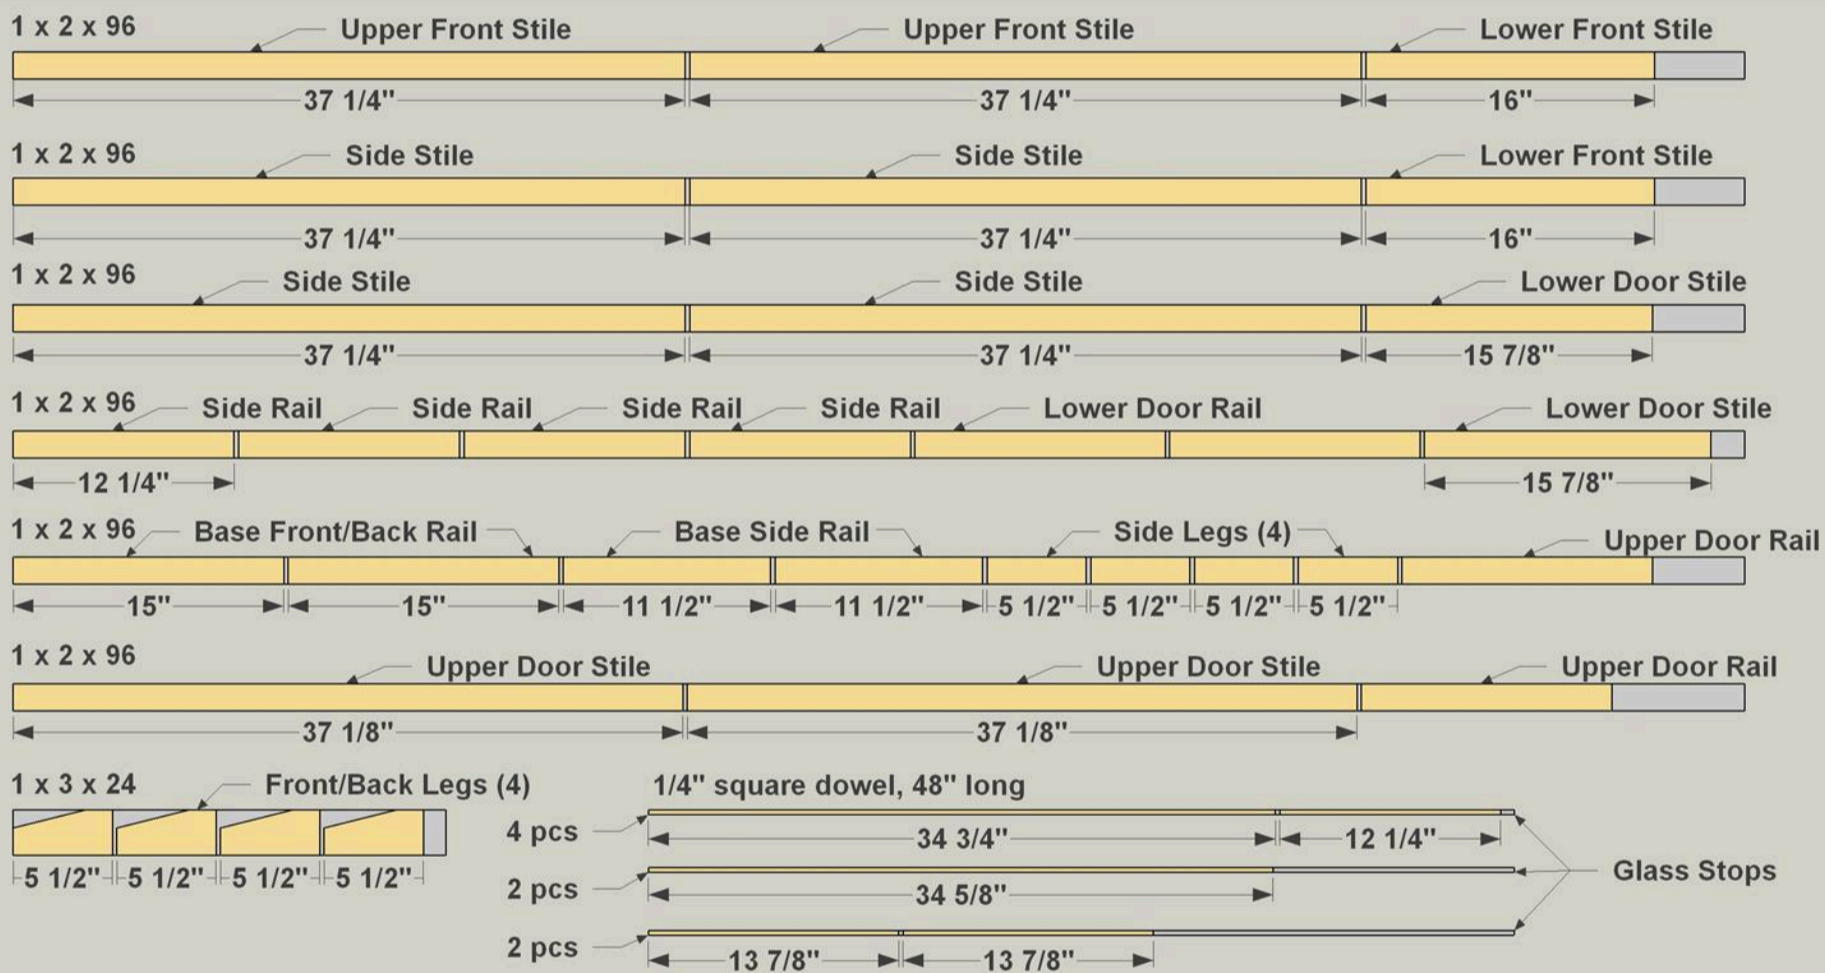 1 x 2 x 96 Upper Front Stile Upper Front Stile Lower Front Stile
37 1/4" 37 1/4" 16"
1 x 2 x 96 Side Stile Side Stile Lower Front Stile
37 1/4" 37 1/4" 16"
1 x 2 x 96 Side Stile Side Stile Lower Door Stile
37 1/4" 37 1/4" 15 7/8"
1 x 2 x 96 Side Rail Side Rail Side Rail Side Rail Lower Door Rail Lower Door Stile
12 1/4" 15 7/8"
1 x 2 x 96 Base Front/Back Rail Base Side Rail Side Legs (4) Upper Door Rail
15" 15" 11 1/2" 11 1/2" 5 1/2" 5 1/2" 5 1/2" 5 1/2"
1 x 2 x 96 Upper Door Stile Upper Door Stile Upper Door Rail
37 1/8" 37 1/8"
1 x 3 x 24 Front/Back Legs (4)
5 1/2" 5 1/2" 5 1/2" 5 1/2"
1/4" square dowel, 48" long
4 pcs 34 3/4" 12 1/4"
2 pcs 34 5/8"
2 pcs 13 7/8" 13 7/8"
Glass Stops